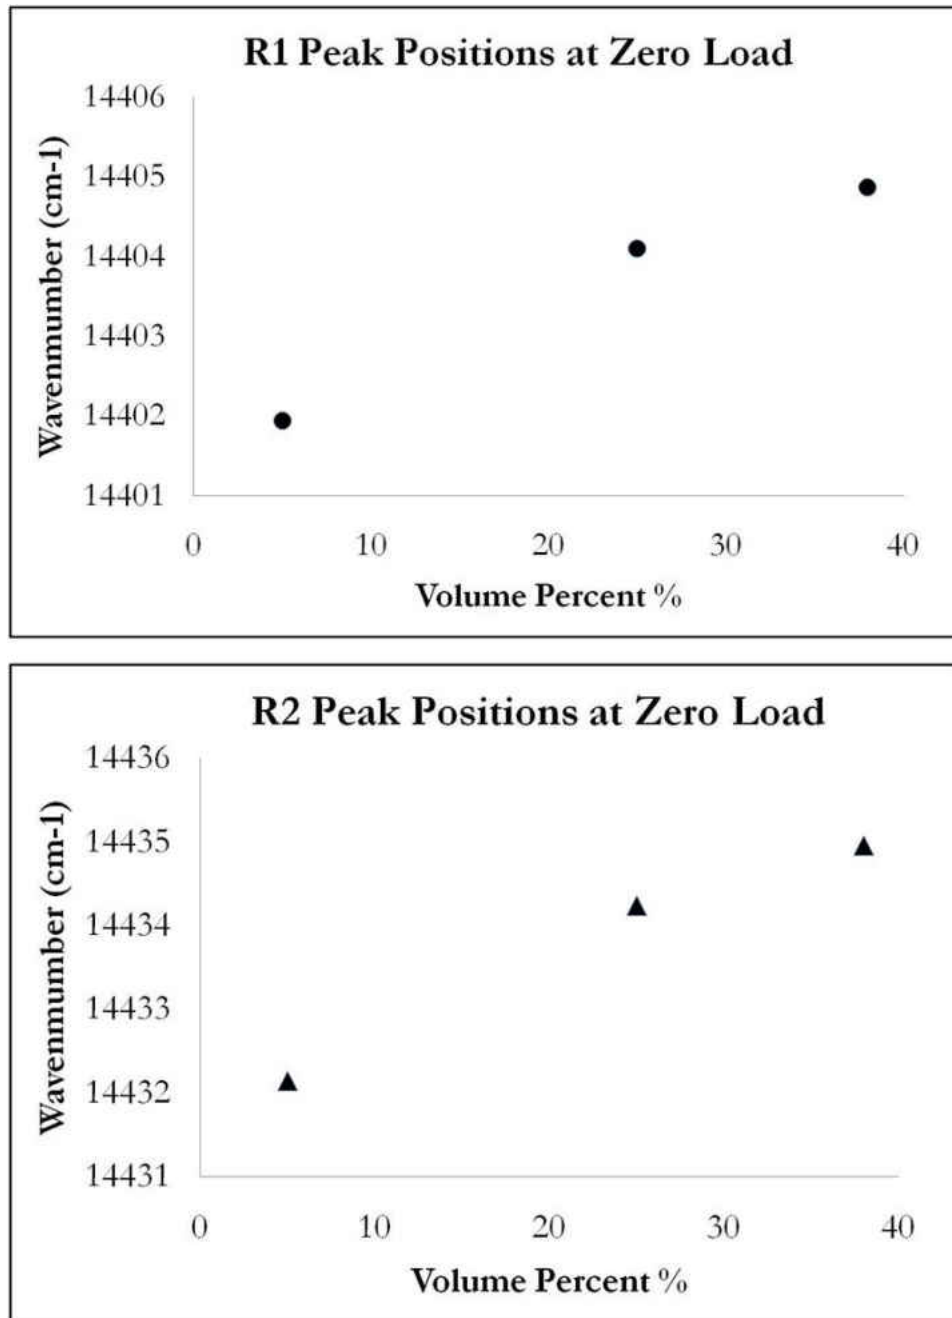 R1 Peak Positions at Zero Load
14406
14405
14404
14403
14402
14401
Wavenmumber (cm-1)
0 10 20 30 40
Volume Percent %
R2 Peak Positions at Zero Load
14436
14435
14434
14433
14432
14431
Wavenmumber (cm-1)
0 10 20 30 40
Volume Percent %